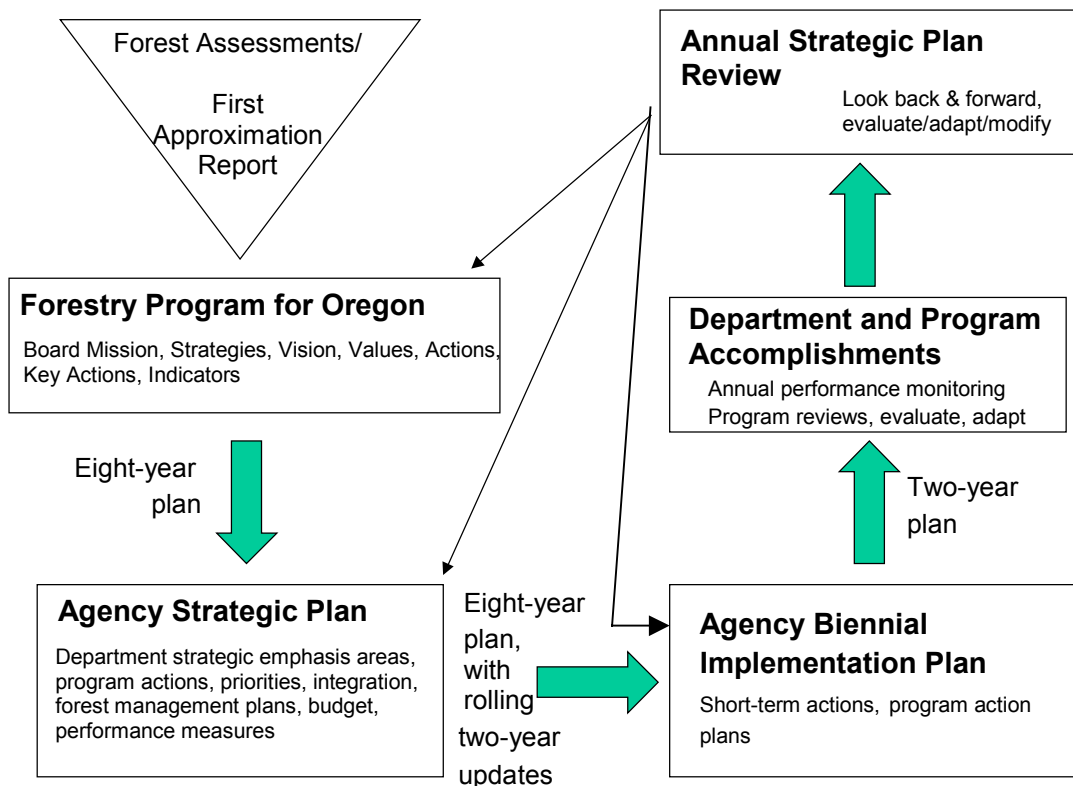 Forest Assessments/
First
Approximation
Report
Forestry Program for Oregon
Board Mission, Strategies, Vision, Values, Actions,
Key Actions, Indicators
Eight-year
plan
Agency Strategic Plan
Department strategic emphasis areas,
program actions, priorities, integration,
forest management plans, budget,
performance measures
Eight-year
plan,
with
rolling
two-year
updates
Agency Biennial
Implementation Plan
Short-term actions, program action
plans
Two-year
plan
Department and Program
Accomplishments
Annual performance monitoring
Program reviews, evaluate, adapt
Annual Strategic Plan
Review
Look back & forward,
evaluate/adapt/modify